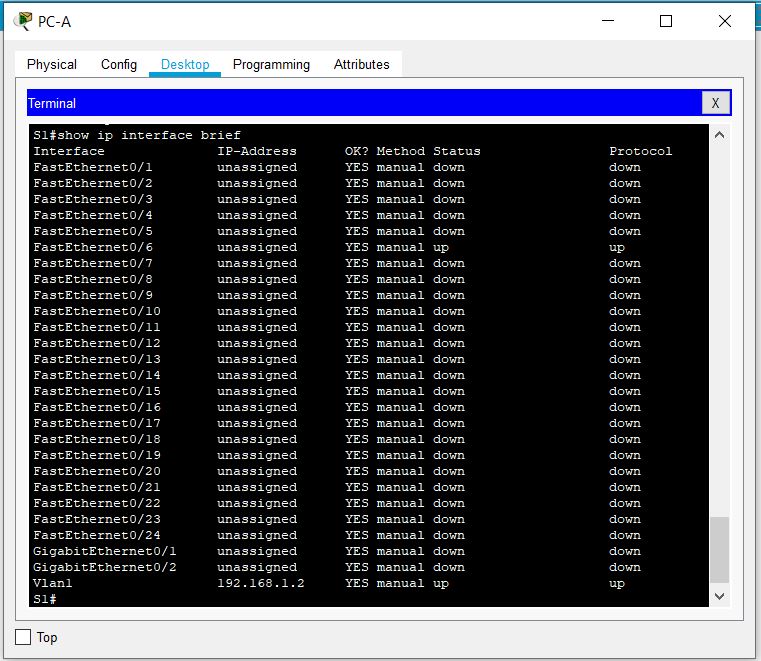 PC-A
Physical Config Desktop Programming Attributes
Terminal X
S1#show ip interface brief
Interface IP-Address OK? Method Status Protocol
FastEthernet0/1 unassigned YES manual down down
FastEthernet0/2 unassigned YES manual down down
FastEthernet0/3 unassigned YES manual down down
FastEthernet0/4 unassigned YES manual down down
FastEthernet0/5 unassigned YES manual down down
FastEthernet0/6 unassigned YES manual up up
FastEthernet0/7 unassigned YES manual down down
FastEthernet0/8 unassigned YES manual down down
FastEthernet0/9 unassigned YES manual down down
FastEthernet0/10 unassigned YES manual down down
FastEthernet0/11 unassigned YES manual down down
FastEthernet0/12 unassigned YES manual down down
FastEthernet0/13 unassigned YES manual down down
FastEthernet0/14 unassigned YES manual down down
FastEthernet0/15 unassigned YES manual down down
FastEthernet0/16 unassigned YES manual down down
FastEthernet0/17 unassigned YES manual down down
FastEthernet0/18 unassigned YES manual down down
FastEthernet0/19 unassigned YES manual down down
FastEthernet0/20 unassigned YES manual down down
FastEthernet0/21 unassigned YES manual down down
FastEthernet0/22 unassigned YES manual down down
FastEthernet0/23 unassigned YES manual down down
FastEthernet0/24 unassigned YES manual down down
GigabitEthernet0/1 unassigned YES manual down down
GigabitEthernet0/2 unassigned YES manual down down
Vlan1 192.168.1.2 YES manual up up
S1#
Top